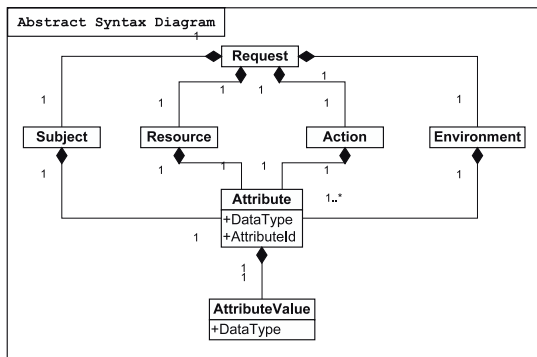 Abstract Syntax Diagram
1
Request
1 1 1
1 1 1 1
Subject Resource Action Environment
1 1 1 1 1 1
Attribute
1..*
+DataType
+AttributeId
1
1
1
AttributeValue
+DataType